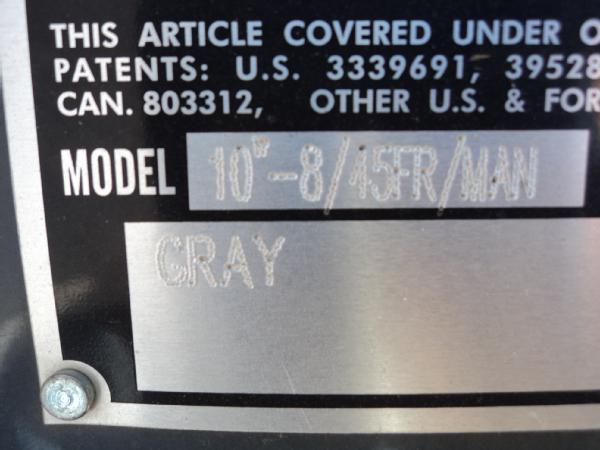 THIS ARTICLE COVERED UNDER O
PATENTS: U.S. 3339691, 39528
CAN. 803312, OTHER U.S. & FOR
MODEL 10"-8/45FR/MAN
GRAY